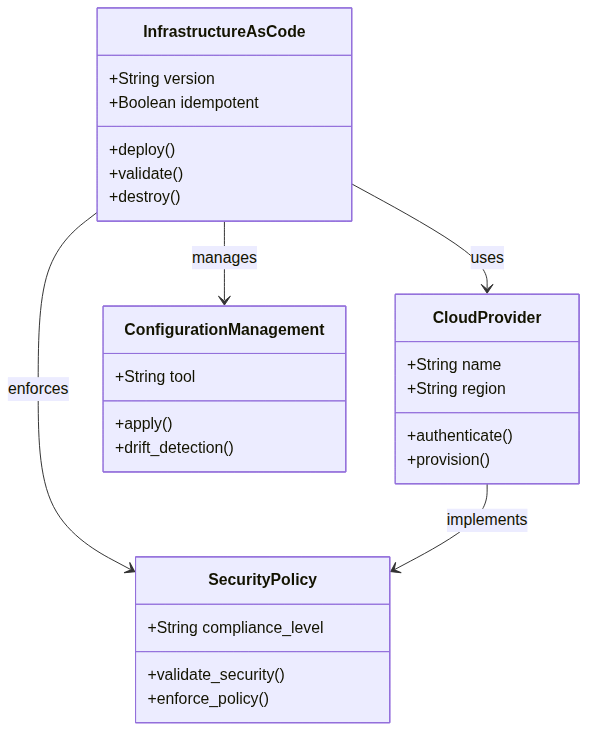 InfrastructureAsCode
+String version
+Boolean idempotent
+deploy()
+validate()
+destroy()
manages
uses
ConfigurationManagement
+String tool
+apply()
+drift_detection()
CloudProvider
+String name
+String region
+authenticate()
+provision()
enforces
implements
SecurityPolicy
+String compliance_level
+validate_security()
+enforce_policy()